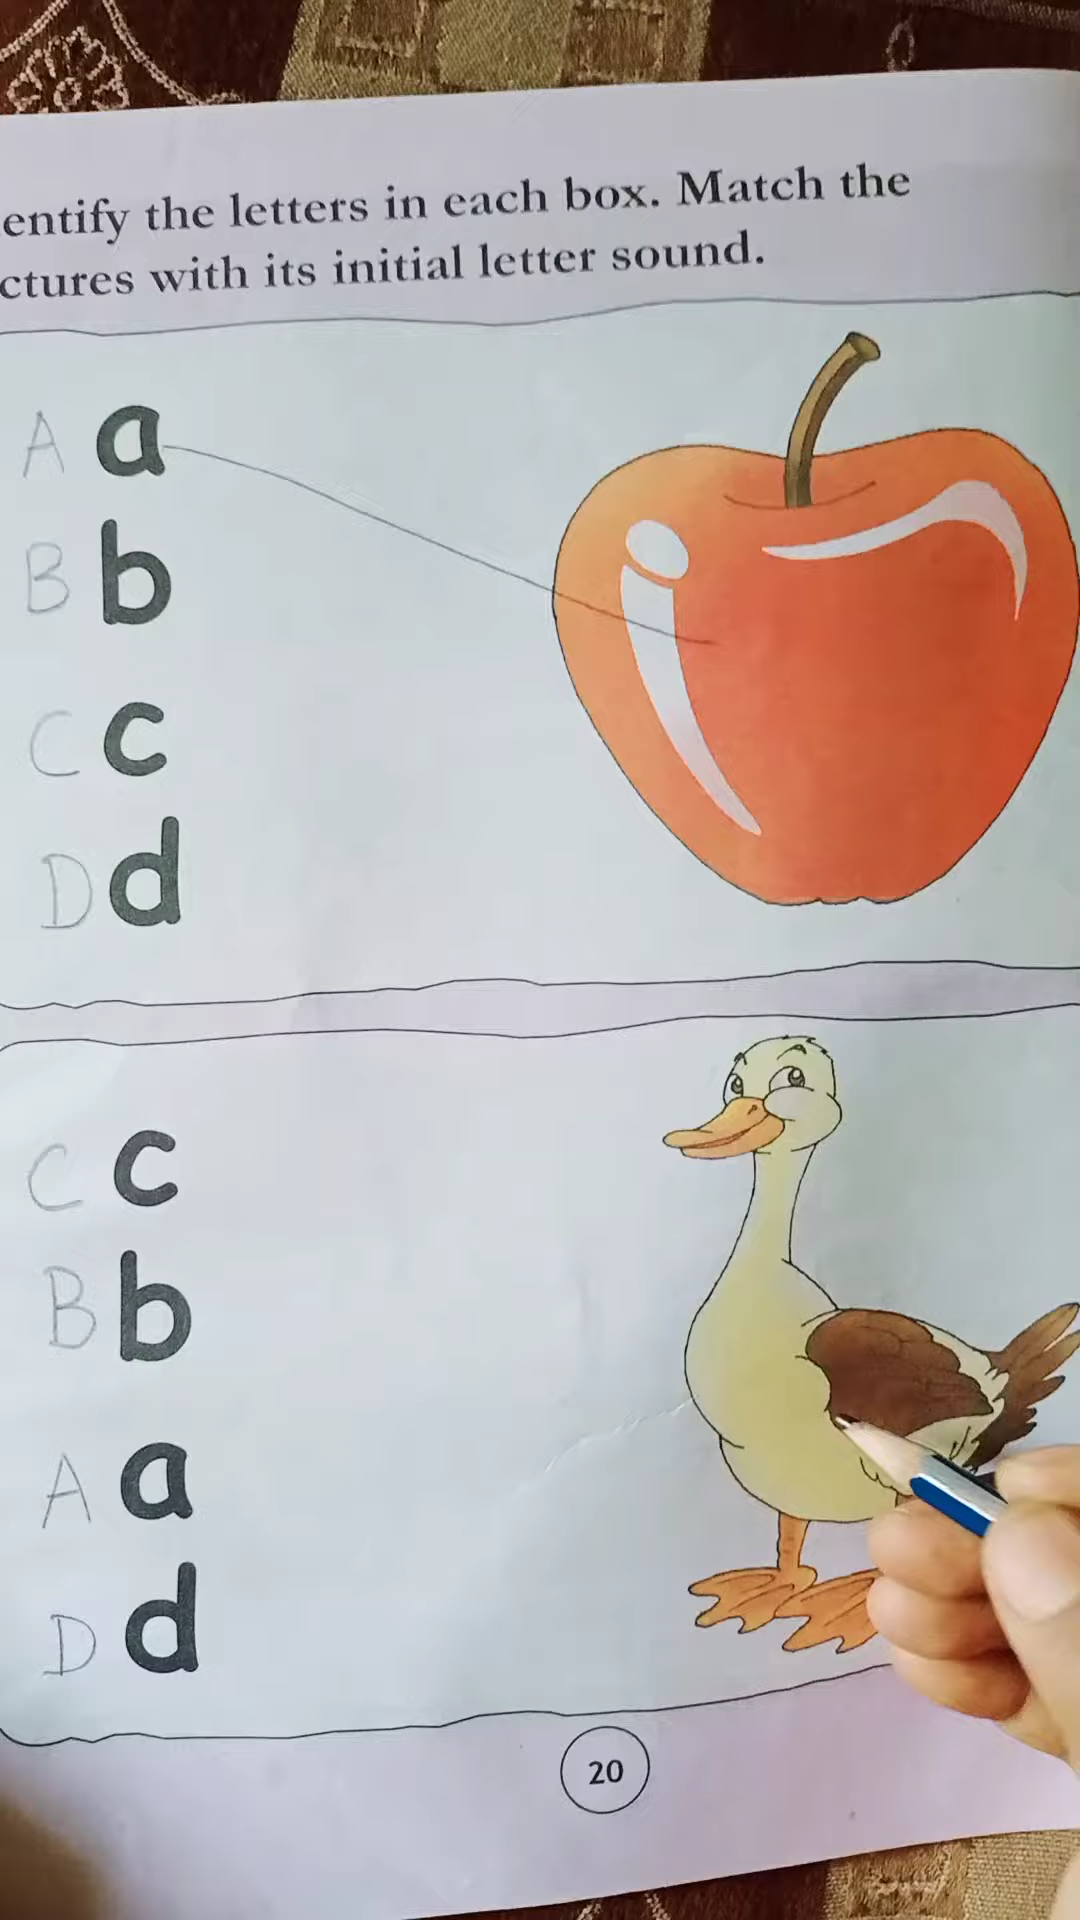 entify the letters in each box. Match the
ctures with its initial letter sound.
A a
B b
C c
D d
C c
B b
A a
D d
20